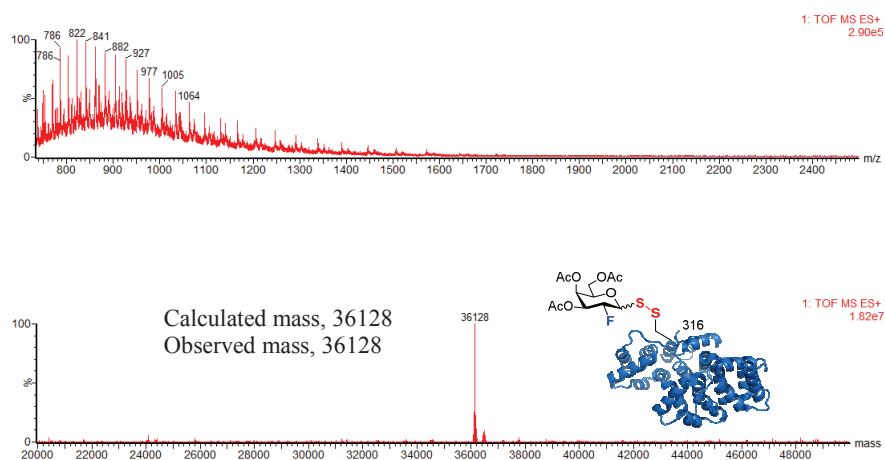 1: TOF MS ES+
2.90e5
100
%
0
786
786
822
841
882
927
977
1005
1064
800 900 1000 1100 1200 1300 1400 1500 1600 1700 1800 1900 2000 2100 2200 2300 2400 m/z
1: TOF MS ES+
1.82e7
Calculated mass, 36128
Observed mass, 36128
36128
AcO OAc
O
AcO
F
S
S
316
100
%
0
20000 22000 24000 26000 28000 30000 32000 34000 36000 38000 40000 42000 44000 46000 48000 mass